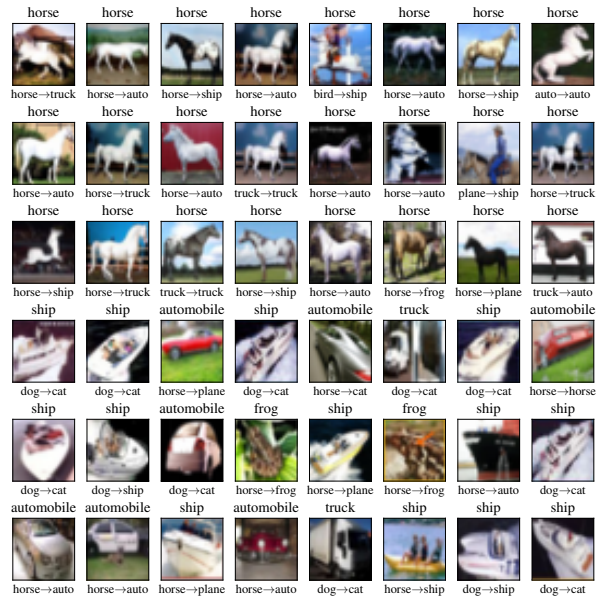 horse horse horse horse horse horse horse horse
horse→truck horse→auto horse→ship horse→auto bird→ship horse→auto horse→ship auto→auto
horse horse horse horse horse horse horse horse
horse→auto horse→truck horse→auto truck→truck horse→auto horse→auto plane→ship horse→truck
horse horse horse horse horse horse horse horse
horse→ship horse→truck truck→truck horse→ship horse→auto horse→frog horse→plane truck→auto
ship ship automobile ship automobile truck ship automobile
dog→cat dog→cat horse→plane dog→cat horse→cat dog→cat dog→cat horse→horse
ship ship automobile frog ship frog ship ship
dog→cat dog→ship dog→cat horse→frog horse→plane horse→frog horse→auto dog→cat
automobile automobile ship automobile truck ship ship ship
horse→auto horse→auto horse→plane horse→auto dog→cat horse→ship dog→ship dog→cat